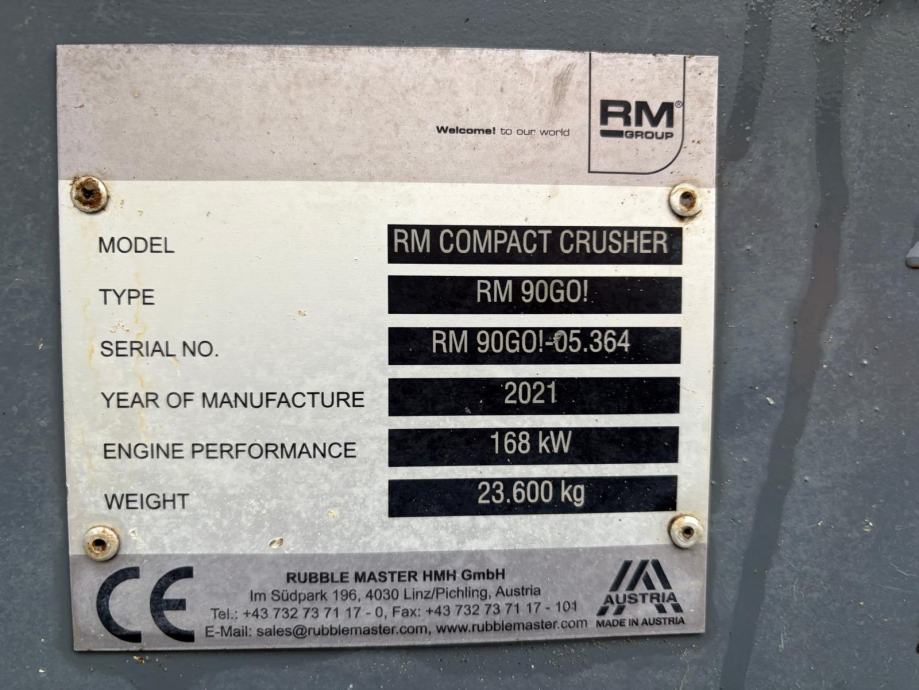 Welcome! to our world
RM®
GROUP
MODEL RM COMPACT CRUSHER
TYPE RM 90GO!
SERIAL NO. RM 90GO!-05.364
YEAR OF MANUFACTURE 2021
ENGINE PERFORMANCE 168 kW
WEIGHT 23.600 kg
CE
RUBBLE MASTER HMH GmbH
Im Südpark 196, 4030 Linz/Pichling, Austria
Tel.: +43 732 73 71 17 - 0, Fax: +43 732 73 71 17 - 101
E-Mail: sales@rubblemaster.com, www.rubblemaster.com
AUSTRIA
MADE IN AUSTRIA